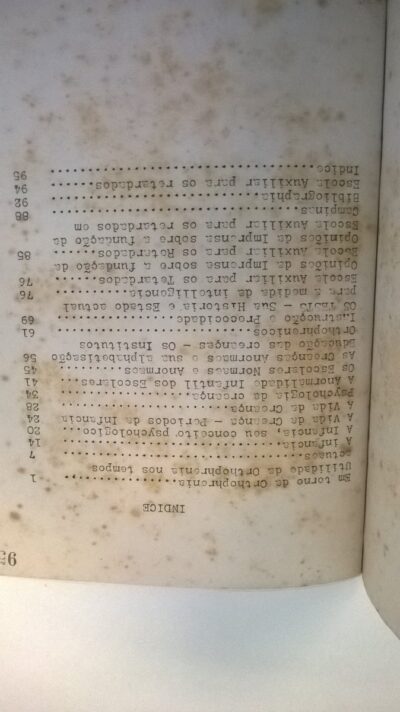 95
INDICE
Em torno da Orthophrenia 1
Utilidade da Orthophrenia nos tempos
actuaes................................ 7
A Infancia............................. 14
A Infancia, seu conceito psychologico... 20
A Vida da Creança - Periodos da Infancia 24
A Vida da Creança...................... 28
Psychologia da creança................. 34
A Anormalidade Infantil dos Escolares... 41
Os Escolares Normaes e Anormaes........ 45
As Creanças Anormaes e sua alphabetisação 56
Educação das creanças - Os Institutos
Orthophrenicos......................... 61
Instrucção e Preccocidade.............. 69
OS TESTS - Sua Historia e Estado actual
para a medida da intelligencia......... 76
Escola Auxiliar para os Tetardados..... 76
Opiniões da Imprensa sobre a fundação da
Escola Auxiliar para os Retardados..... 85
Opiniões da Imprensa sobre a fundação da
Escola Auxiliar para os retardados em
Campinas............................... 88
Bibliographia.......................... 92
Escola Auxiliar para os retardados..... 94
Indice................................. 95